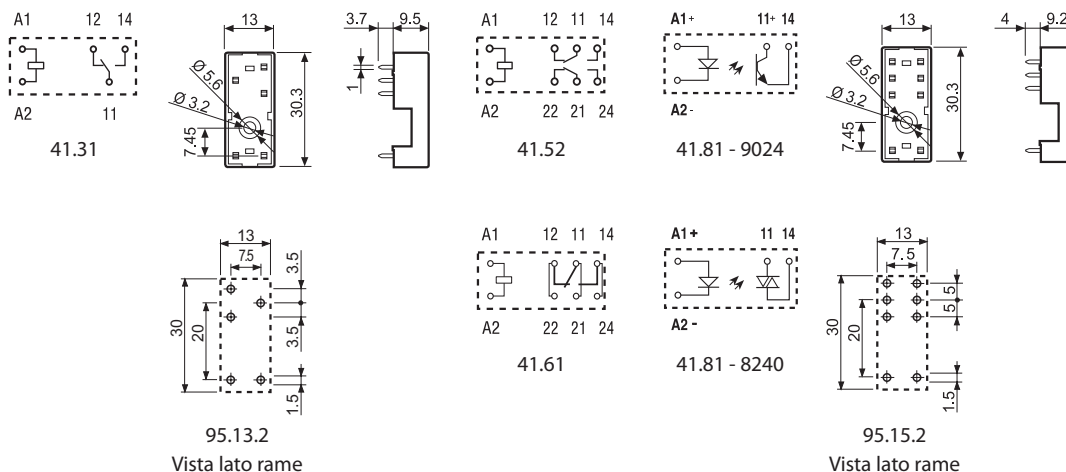 A1 12 14
A2 11
41.31
13
Ø 5.6
Ø 3.2
7.45
30.3
3.7 9.5
1
A1 12 11 14
A2 22 21 24
41.52
A1+ 11+ 14
A2-
41.81 - 9024
13
Ø 5.6
Ø 3.2
7.45
30.3
4 9.2
13
7.5
3.5
30
20
3.5
1.5
95.13.2
Vista lato rame
A1 12 11 14
A2 22 21 24
41.61
A1+ 11 14
A2 -
41.81 - 8240
13
7.5
5
5
30
20
1.5
95.15.2
Vista lato rame